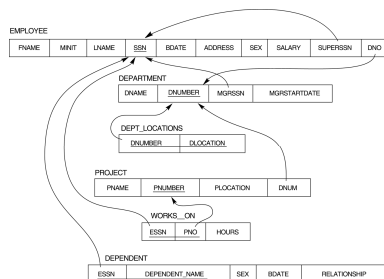 EMPLOYEE
FNAME MINIT LNAME SSN BDATE ADDRESS SEX SALARY SUPERSSN DNO
DEPARTMENT
DNAME DNUMBER MGRSSN MGRSTARTDATE
DEPT_LOCATIONS
DNUMBER DLOCATION
PROJECT
PNAME PNUMBER PLOCATION DNUM
WORKS_ON
ESSN PNO HOURS
DEPENDENT
ESSN DEPENDENT_NAME SEX BDATE RELATIONSHIP